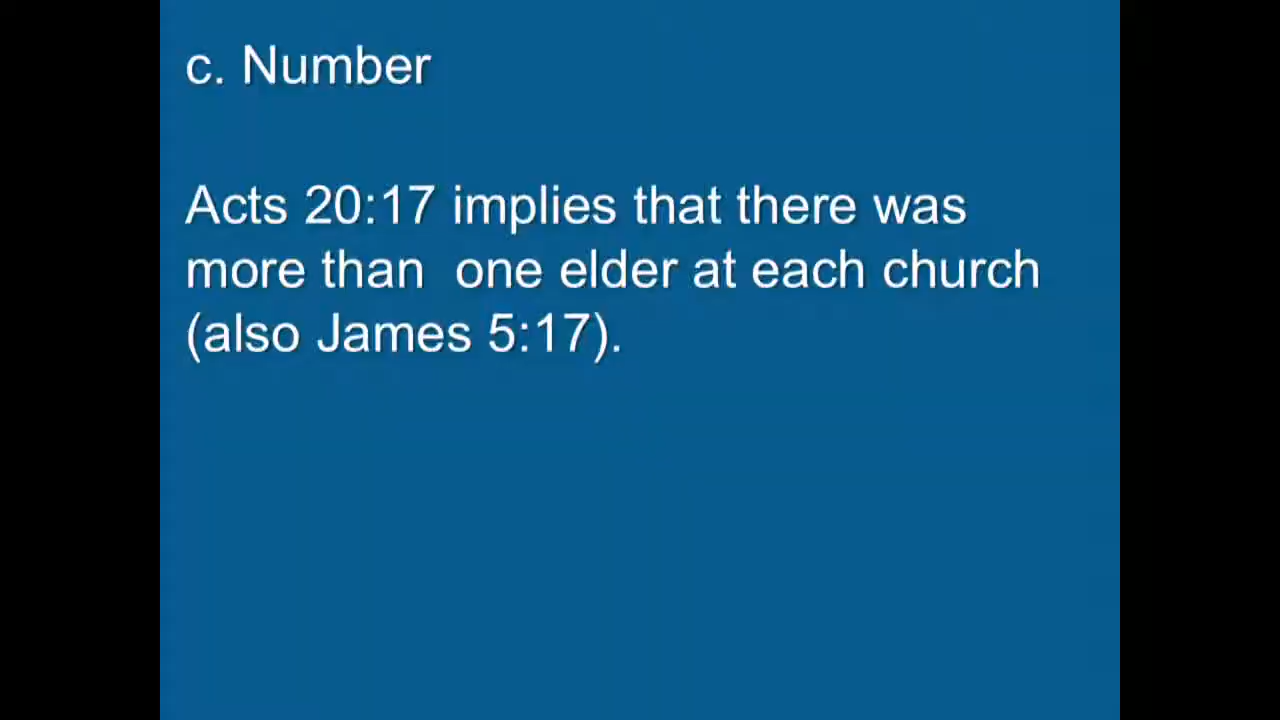 c. Number
Acts 20:17 implies that there was
more than  one elder at each church
(also James 5:17).